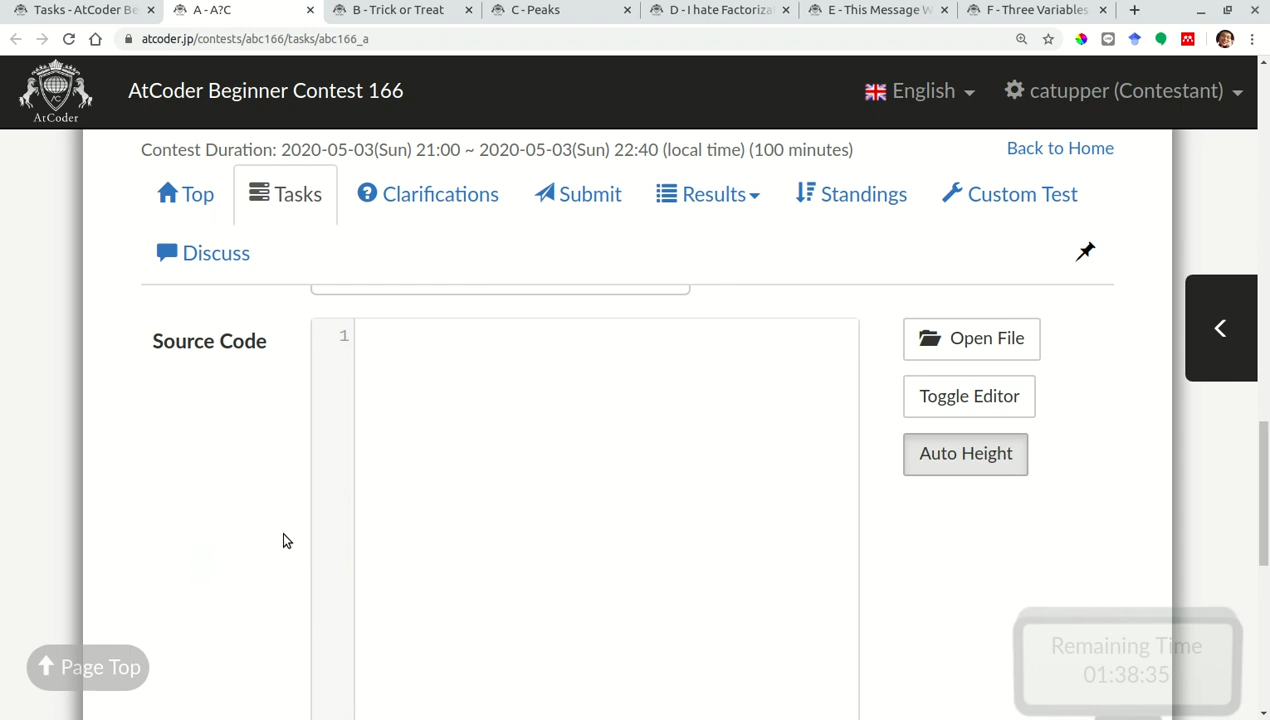 Tasks - AtCoder Be
A - A?C
B - Trick or Treat
C - Peaks
D - I hate Factoriza
E - This Message W
F - Three Variables
atcoder.jp/contests/abc166/tasks/abc166_a
AtCoder
AtCoder Beginner Contest 166
English
catupper (Contestant)
Contest Duration: 2020-05-03(Sun) 21:00 ~ 2020-05-03(Sun) 22:40 (local time) (100 minutes)
Back to Home
Top
Tasks
Clarifications
Submit
Results
Standings
Custom Test
Discuss
Source Code
1
Open File
Toggle Editor
Auto Height
Page Top
Remaining Time
01:38:35